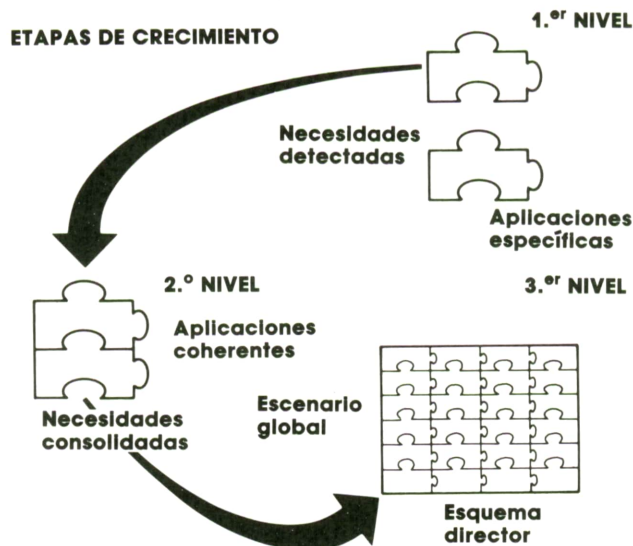 ETAPAS DE CRECIMIENTO
1.er NIVEL
Necesidades
detectadas
Aplicaciones
específicas
2.º NIVEL
Aplicaciones
coherentes
Necesidades
consolidadas
3.er NIVEL
Escenario
global
Esquema
director